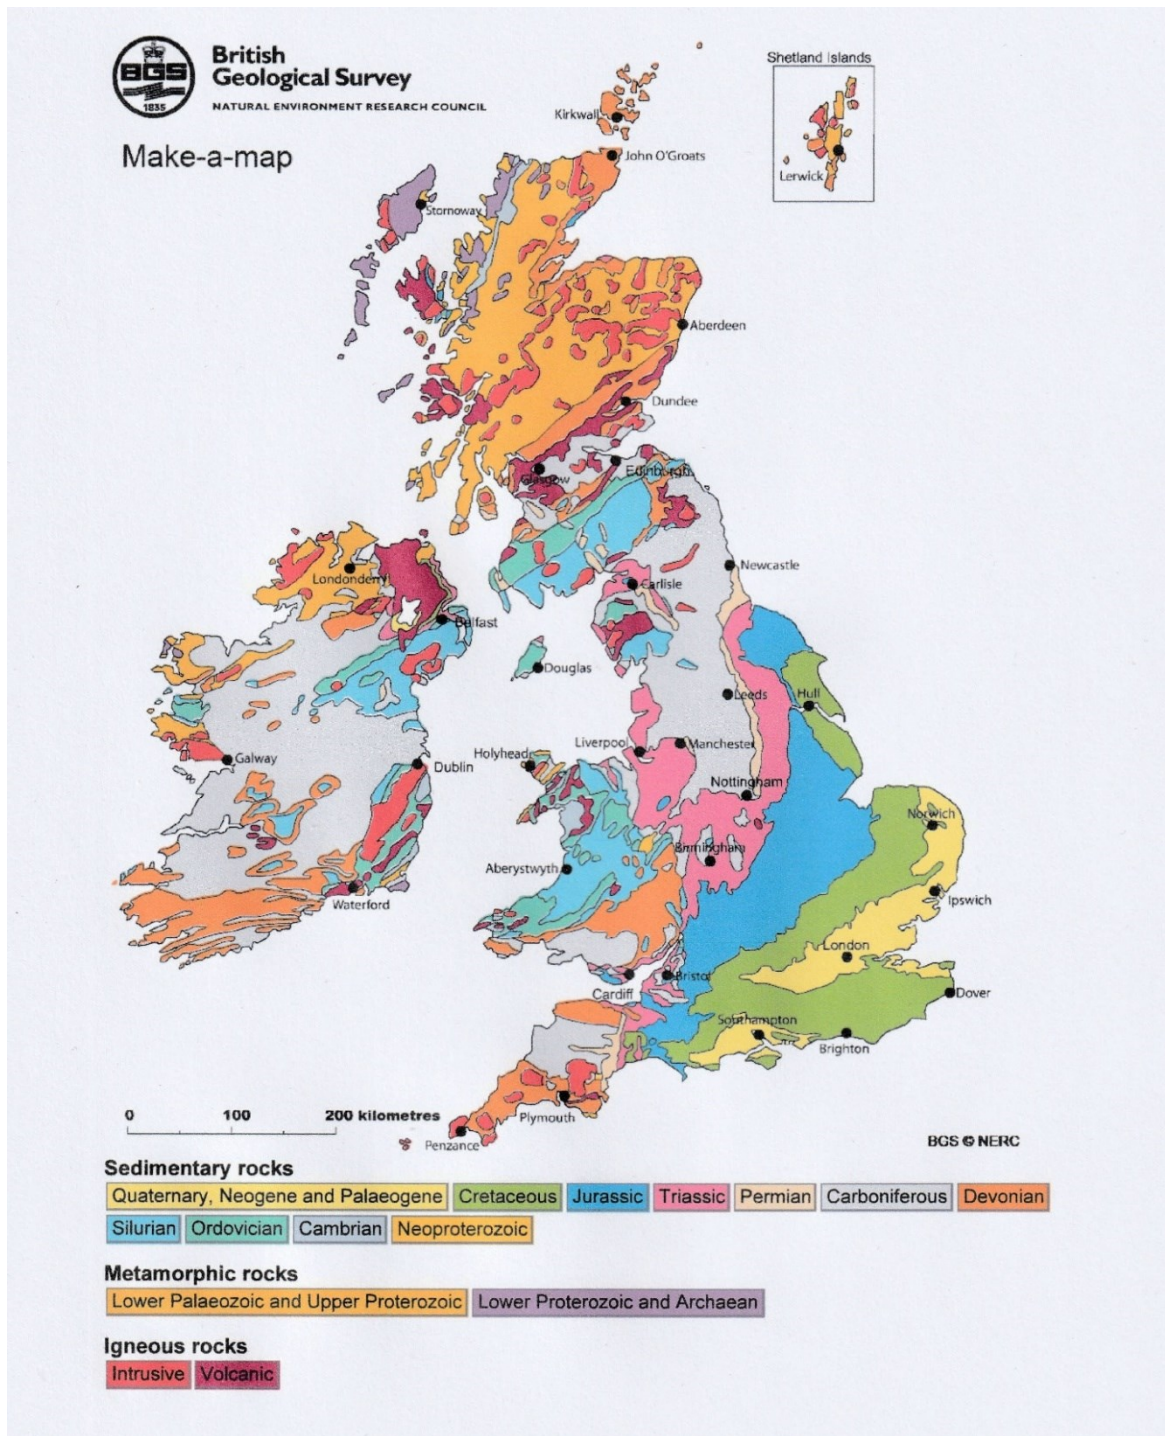 BGS
1835
British
Geological Survey
NATURAL ENVIRONMENT RESEARCH COUNCIL
Make-a-map
Shetland Islands
Lerwick
Kirkwall
John O'Groats
Stornoway
Aberdeen
Dundee
Edinburgh
Glasgow
Londonderry
Newcastle
Carlisle
Belfast
Douglas
Leeds
Hull
Galway
Dublin
Holyhead
Liverpool
Manchester
Nottingham
Norwich
Birmingham
Aberystwyth
Waterford
Ipswich
London
Cardiff
Bristol
Dover
Southampton
Brighton
Plymouth
Penzance
0 100 200 kilometres
BGS © NERC
Sedimentary rocks
Quaternary, Neogene and Palaeogene Cretaceous Jurassic Triassic Permian Carboniferous Devonian
Silurian Ordovician Cambrian Neoproterozoic
Metamorphic rocks
Lower Palaeozoic and Upper Proterozoic Lower Proterozoic and Archaean
Igneous rocks
Intrusive Volcanic